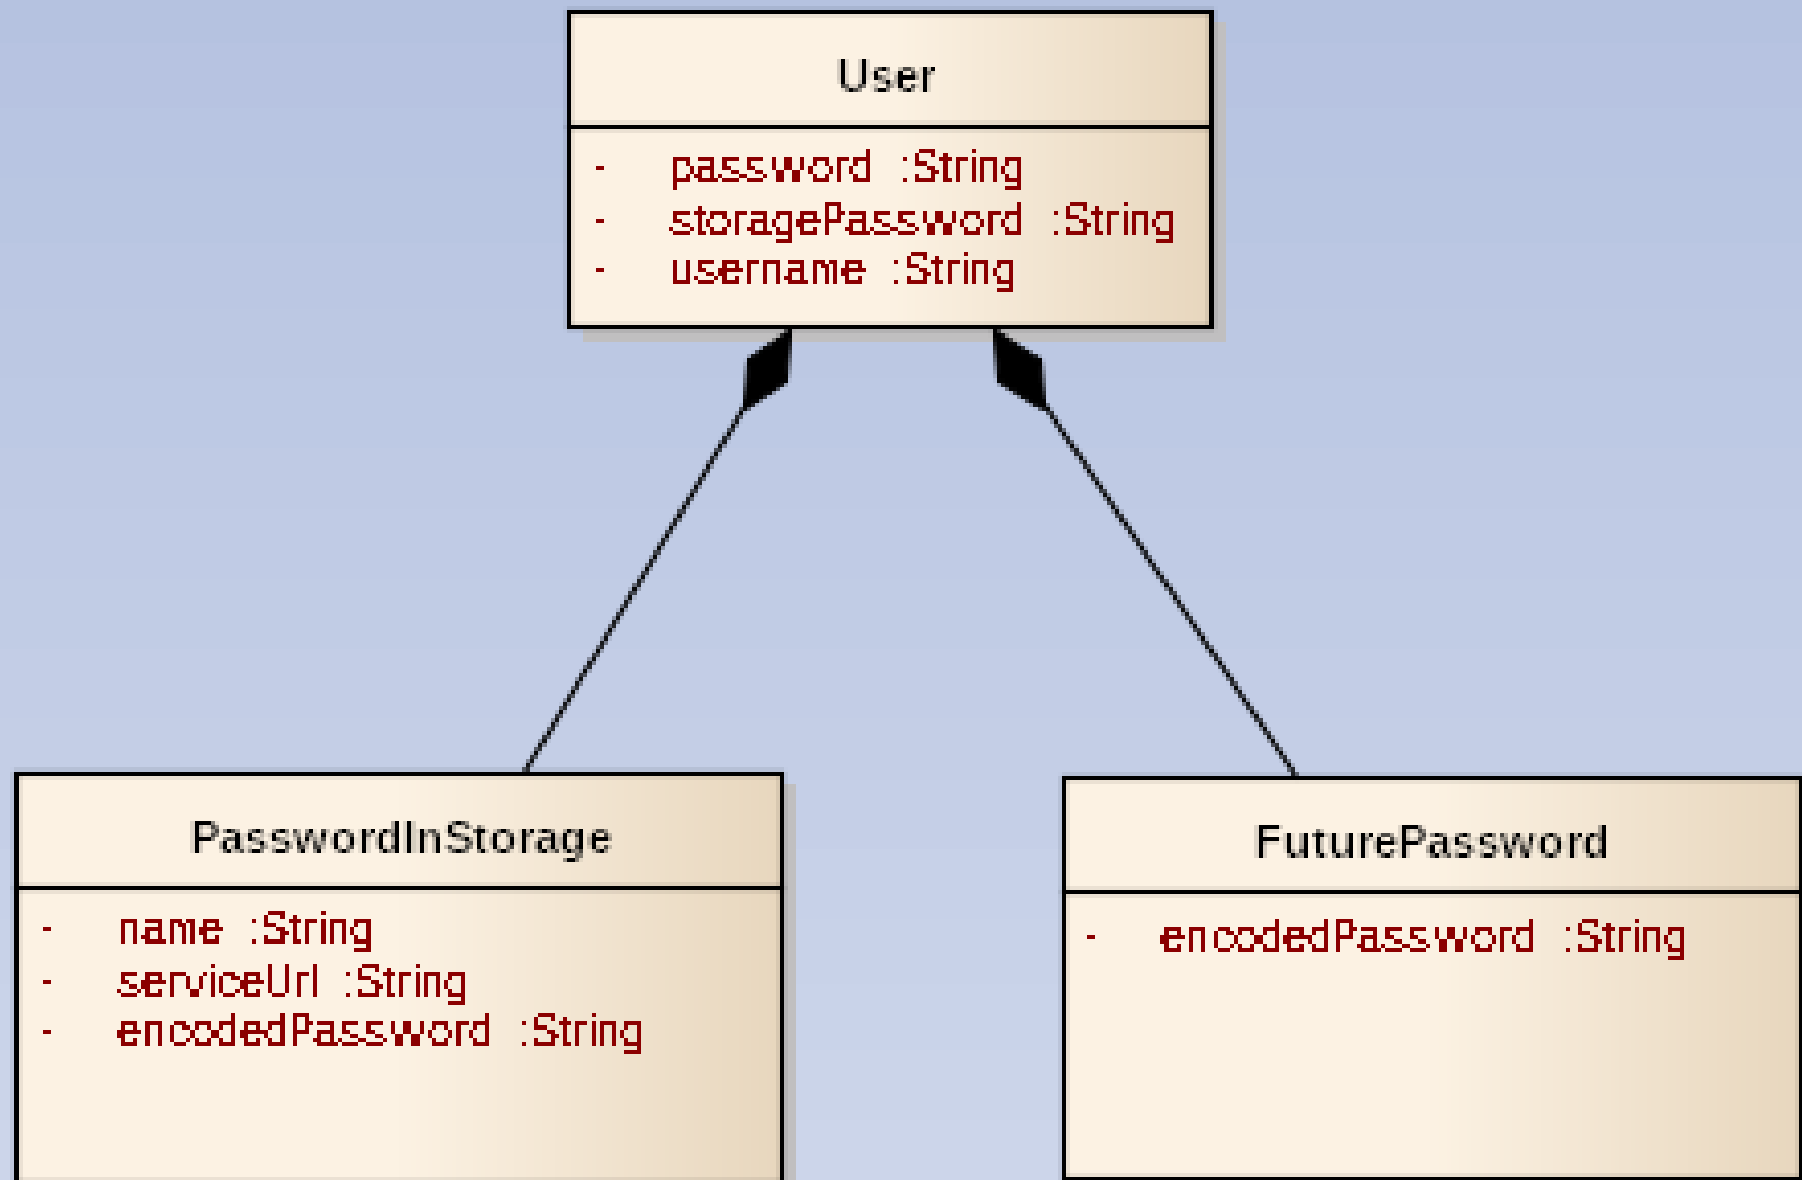 User
- password :String
- storagePassword :String
- username :String
PasswordInStorage
- name :String
- serviceUrl :String
- encodedPassword :String
FuturePassword
- encodedPassword :String